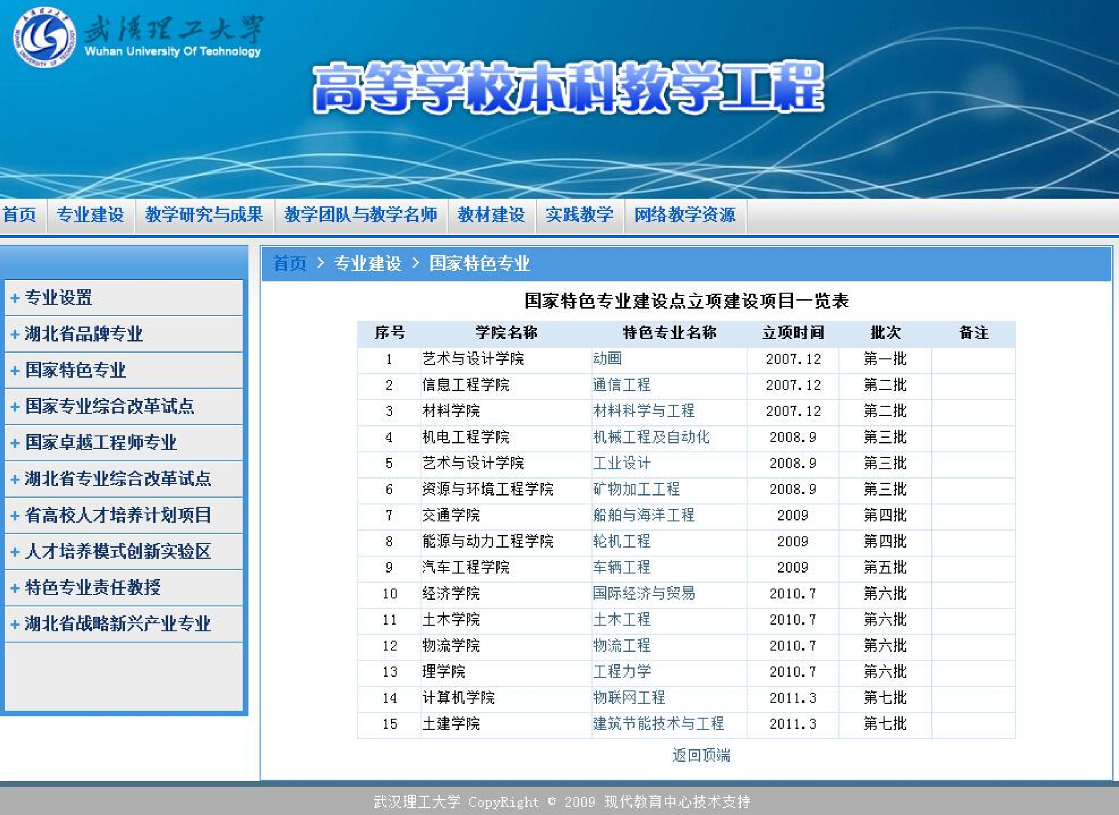 武汉理工大学
Wuhan University Of Technology
高等学校本科教学工程
首页 专业建设 教学研究与成果 教学团队与教学名师 教材建设 实践教学 网络教学资源
+ 专业设置
+ 湖北省品牌专业
+ 国家特色专业
+ 国家专业综合改革试点
+ 国家卓越工程师专业
+ 湖北省专业综合改革试点
+ 省高校人才培养计划项目
+ 人才培养模式创新实验区
+ 特色专业责任教授
+ 湖北省战略新兴产业专业
首页 > 专业建设 > 国家特色专业
国家特色专业建设点立项建设项目一览表
序号 学院名称 特色专业名称 立项时间 批次 备注
1 艺术与设计学院 动画 2007.12 第一批
2 信息工程学院 通信工程 2007.12 第二批
3 材料学院 材料科学与工程 2007.12 第二批
4 机电工程学院 机械工程及自动化 2008.9 第三批
5 艺术与设计学院 工业设计 2008.9 第三批
6 资源与环境工程学院 矿物加工工程 2008.9 第三批
7 交通学院 船舶与海洋工程 2009 第四批
8 能源与动力工程学院 轮机工程 2009 第四批
9 汽车工程学院 车辆工程 2009 第五批
10 经济学院 国际经济与贸易 2010.7 第六批
11 土木学院 土木工程 2010.7 第六批
12 物流学院 物流工程 2010.7 第六批
13 理学院 工程力学 2010.7 第六批
14 计算机学院 物联网工程 2011.3 第七批
15 土建学院 建筑节能技术与工程 2011.3 第七批
返回顶端
武汉理工大学 CopyRight © 2009 现代教育中心技术支持